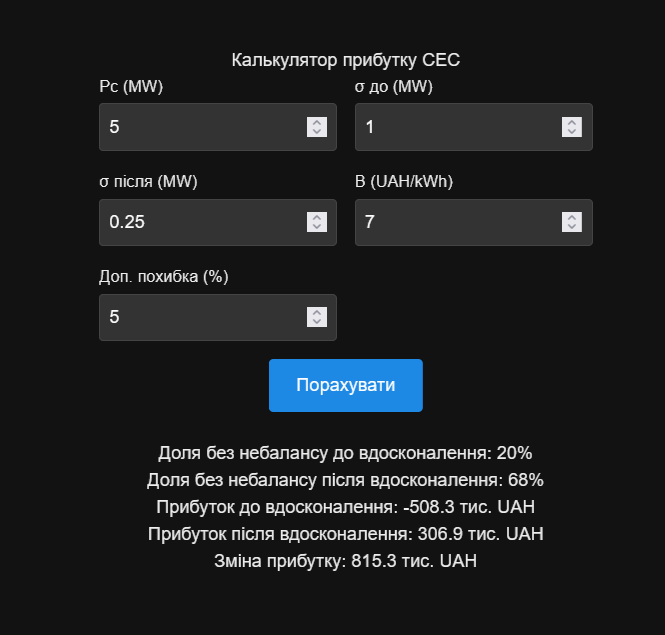 Калькулятор прибутку СЕС
Pc (MW)
σ до (MW)
5
1
σ після (MW)
B (UAH/kWh)
0.25
7
Доп. похибка (%)
5
Порахувати
Доля без небалансу до вдосконалення: 20%
Доля без небалансу після вдосконалення: 68%
Прибуток до вдосконалення: -508.3 тис. UAH
Прибуток після вдосконалення: 306.9 тис. UAH
Зміна прибутку: 815.3 тис. UAH